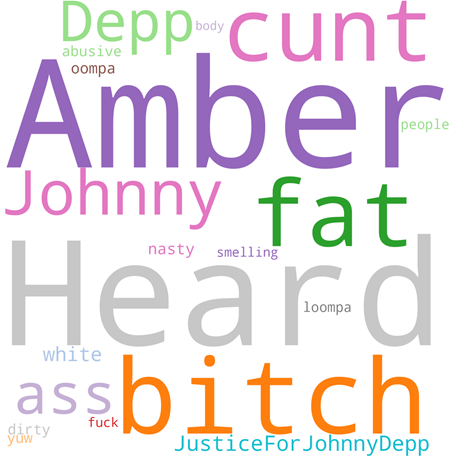 Depp
body
cunt
abusive
oompa
Amber
people
Johnny
fat
nasty
smelling
Heard
loompa
white
bitch
ass
fuck
dirty
yuw
JusticeForJohnnyDepp